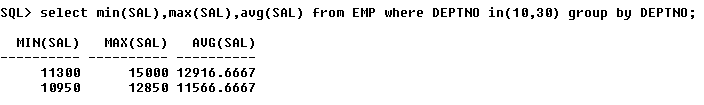 SQL> select min(SAL),max(SAL),avg(SAL) from EMP where DEPTNO in(10,30) group by DEPTNO;
MIN(SAL) MAX(SAL) AVG(SAL)
---------- ---------- ----------
11300 15000 12916.6667
10950 12850 11566.6667